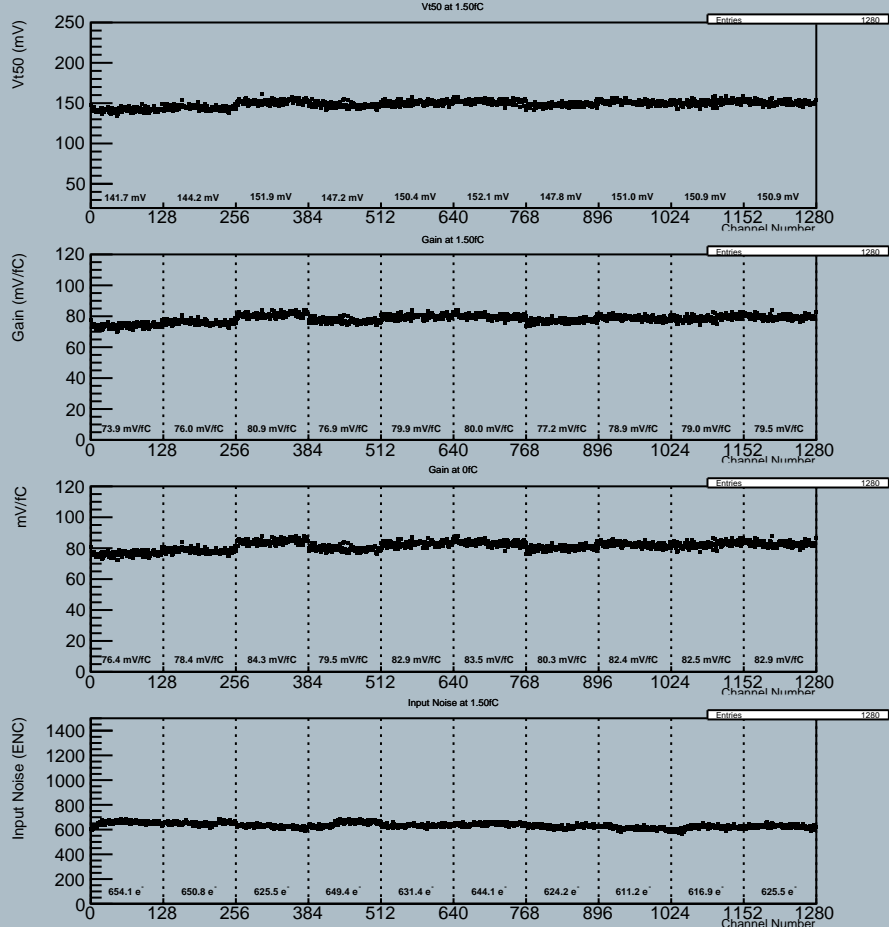 Vt50 at 1.50fC
Entries 1280
Vt50 (mV)
250
200
150
100
50
141.7 mV 144.2 mV 151.9 mV 147.2 mV 150.4 mV 152.1 mV 147.8 mV 151.0 mV 150.9 mV 150.9 mV
0 128 256 384 512 640 768 896 1024 1152 1280
Channel Number
Gain at 1.50fC
Entries 1280
Gain (mV/fC)
120
100
80
60
40
20
0
73.9 mV/fC 76.0 mV/fC 80.9 mV/fC 76.9 mV/fC 79.9 mV/fC 80.0 mV/fC 77.2 mV/fC 78.9 mV/fC 79.0 mV/fC 79.5 mV/fC
0 128 256 384 512 640 768 896 1024 1152 1280
Channel Number
Gain at 0fC
Entries 1280
mV/fC
120
100
80
60
40
20
0
76.4 mV/fC 78.4 mV/fC 84.3 mV/fC 79.5 mV/fC 82.9 mV/fC 83.5 mV/fC 80.3 mV/fC 82.4 mV/fC 82.5 mV/fC 82.9 mV/fC
0 128 256 384 512 640 768 896 1024 1152 1280
Channel Number
Input Noise at 1.50fC
Entries 1280
Input Noise (ENC)
1400
1200
1000
800
600
400
200
0
654.1 e⁻ 650.8 e⁻ 625.5 e⁻ 649.4 e⁻ 631.4 e⁻ 644.1 e⁻ 624.2 e⁻ 611.2 e⁻ 616.9 e⁻ 625.5 e⁻
0 128 256 384 512 640 768 896 1024 1152 1280
Channel Number